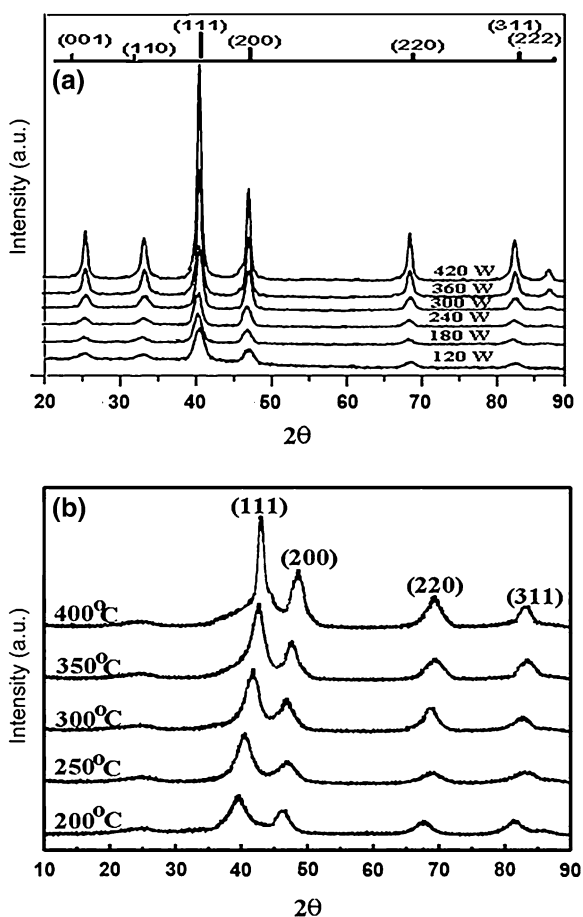 (001) (110) (111) (200) (220) (311) (222)
(a)
Intensity (a.u.)
420 W
360 W
300 W
240 W
180 W
120 W
20 30 40 50 60 70 80 90
2θ
(b)
(111)
(200)
(220)
(311)
Intensity (a.u.)
400°C
350°C
300°C
250°C
200°C
10 20 30 40 50 60 70 80 90
2θ